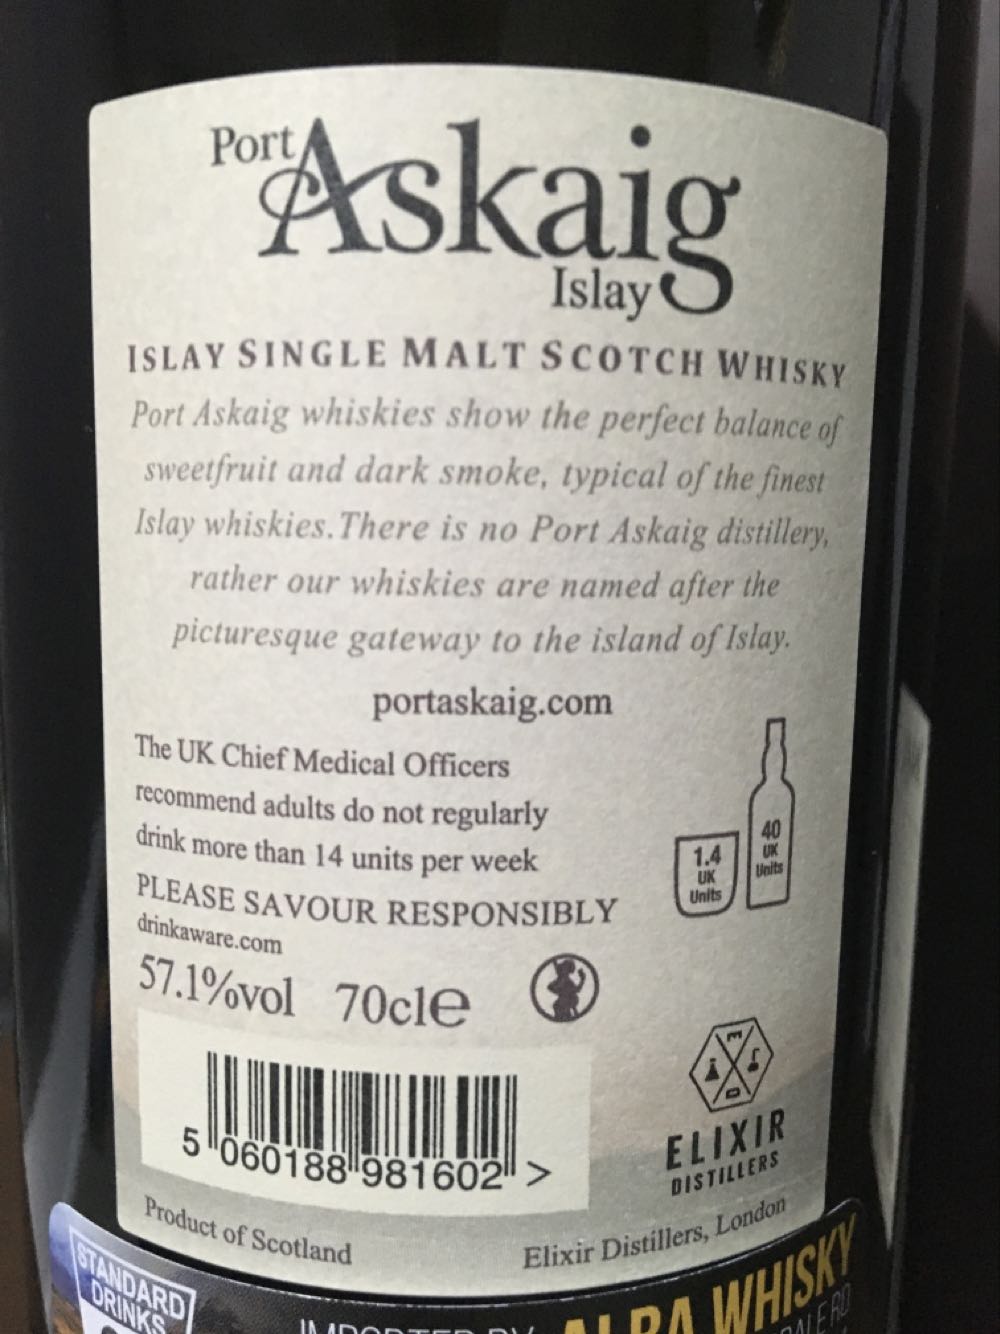 Port
Askaig
Islay
ISLAY SINGLE MALT SCOTCH WHISKY
Port Askaig whiskies show the perfect balance of
sweetfruit and dark smoke, typical of the finest
Islay whiskies. There is no Port Askaig distillery,
rather our whiskies are named after the
picturesque gateway to the island of Islay.
portaskaig.com
The UK Chief Medical Officers
recommend adults do not regularly
drink more than 14 units per week
PLEASE SAVOUR RESPONSIBLY
drinkaware.com
1.4
UK
Units
40
UK
Units
57.1%vol 70cl℮
5 060188 981602 >
ELIXIR
DISTILLERS
Product of Scotland
Elixir Distillers, London
STANDARD
DRINKS
IMPORTED BY
ALBA WHISKY